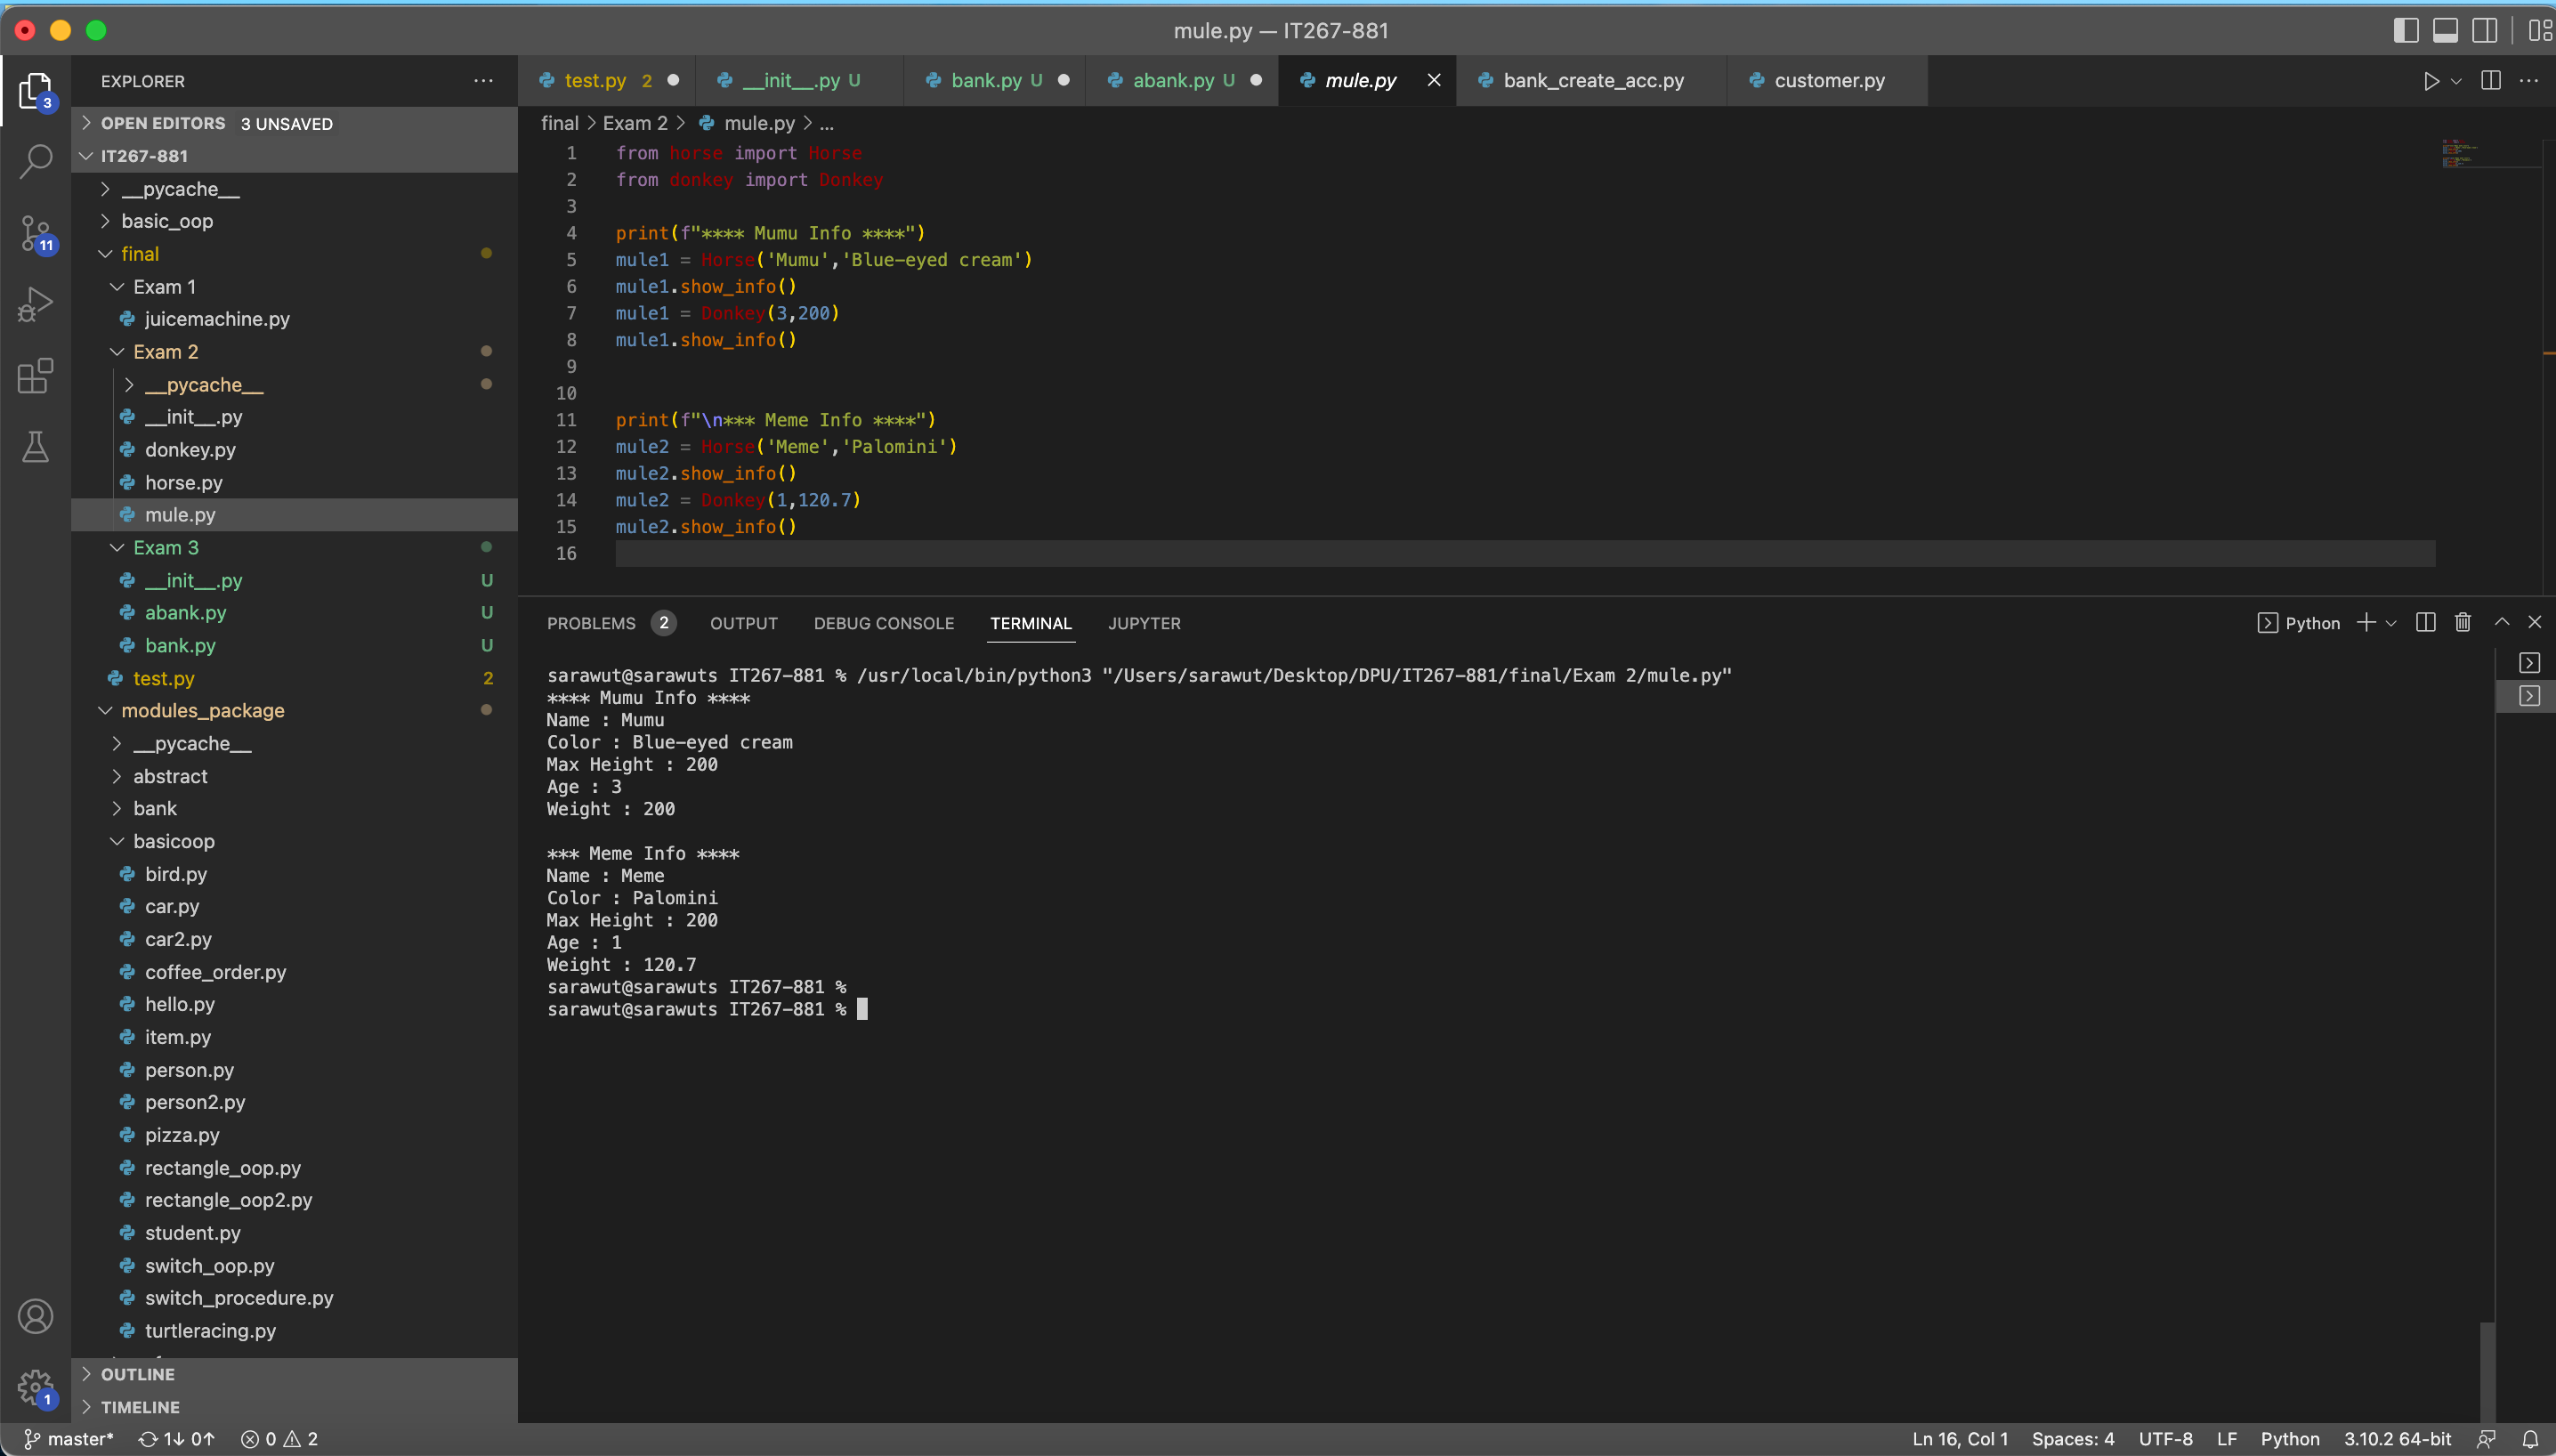 mule.py — IT267-881
EXPLORER
3
OPEN EDITORS 3 UNSAVED
IT267-881
__pycache__
basic_oop
11
final
Exam 1
juicemachine.py
Exam 2
__pycache__
__init__.py
donkey.py
horse.py
mule.py
Exam 3
__init__.py U
abank.py U
bank.py U
test.py 2
modules_package
__pycache__
abstract
bank
basicoop
bird.py
car.py
car2.py
coffee_order.py
hello.py
item.py
person.py
person2.py
pizza.py
rectangle_oop.py
rectangle_oop2.py
student.py
switch_oop.py
switch_procedure.py
turtleracing.py
OUTLINE
1
TIMELINE
test.py 2 __init__.py U bank.py U abank.py U mule.py bank_create_acc.py customer.py
final > Exam 2 > mule.py > ...
1 from horse import Horse
2 from donkey import Donkey
3
4 print(f"**** Mumu Info ****")
5 mule1 = Horse('Mumu','Blue-eyed cream')
6 mule1.show_info()
7 mule1 = Donkey(3,200)
8 mule1.show_info()
9
10
11 print(f"\n*** Meme Info ****")
12 mule2 = Horse('Meme','Palomini')
13 mule2.show_info()
14 mule2 = Donkey(1,120.7)
15 mule2.show_info()
16
PROBLEMS 2 OUTPUT DEBUG CONSOLE TERMINAL JUPYTER Python
sarawut@sarawuts IT267-881 % /usr/local/bin/python3 "/Users/sarawut/Desktop/DPU/IT267-881/final/Exam 2/mule.py"
**** Mumu Info ****
Name : Mumu
Color : Blue-eyed cream
Max Height : 200
Age : 3
Weight : 200
*** Meme Info ****
Name : Meme
Color : Palomini
Max Height : 200
Age : 1
Weight : 120.7
sarawut@sarawuts IT267-881 %
sarawut@sarawuts IT267-881 %
master* 1↓ 0↑ 0 2 Ln 16, Col 1 Spaces: 4 UTF-8 LF Python 3.10.2 64-bit